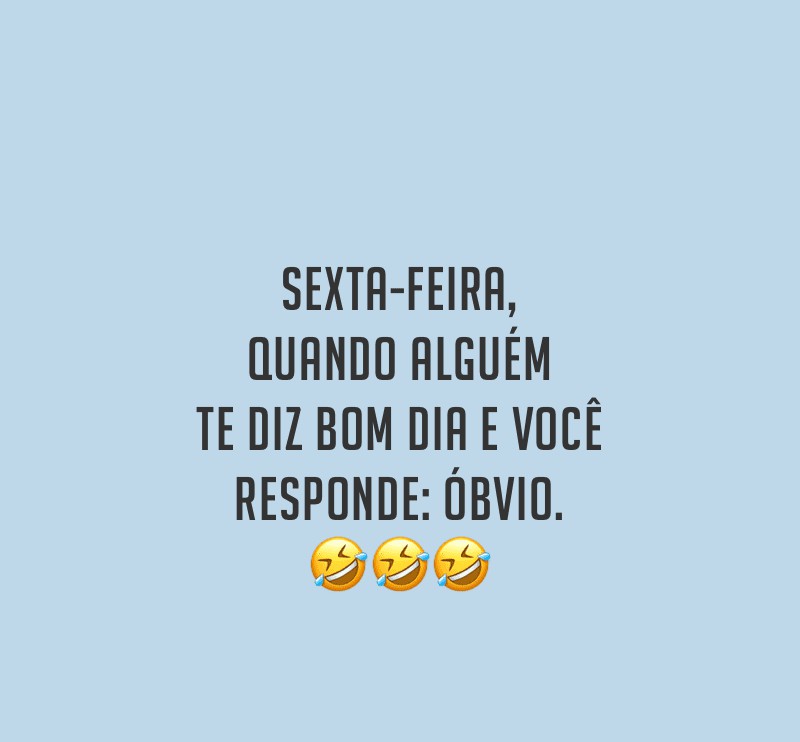 SEXTA-FEIRA,
QUANDO ALGUÉM
TE DIZ BOM DIA E VOCÊ
RESPONDE: ÓBVIO.
🤣🤣🤣